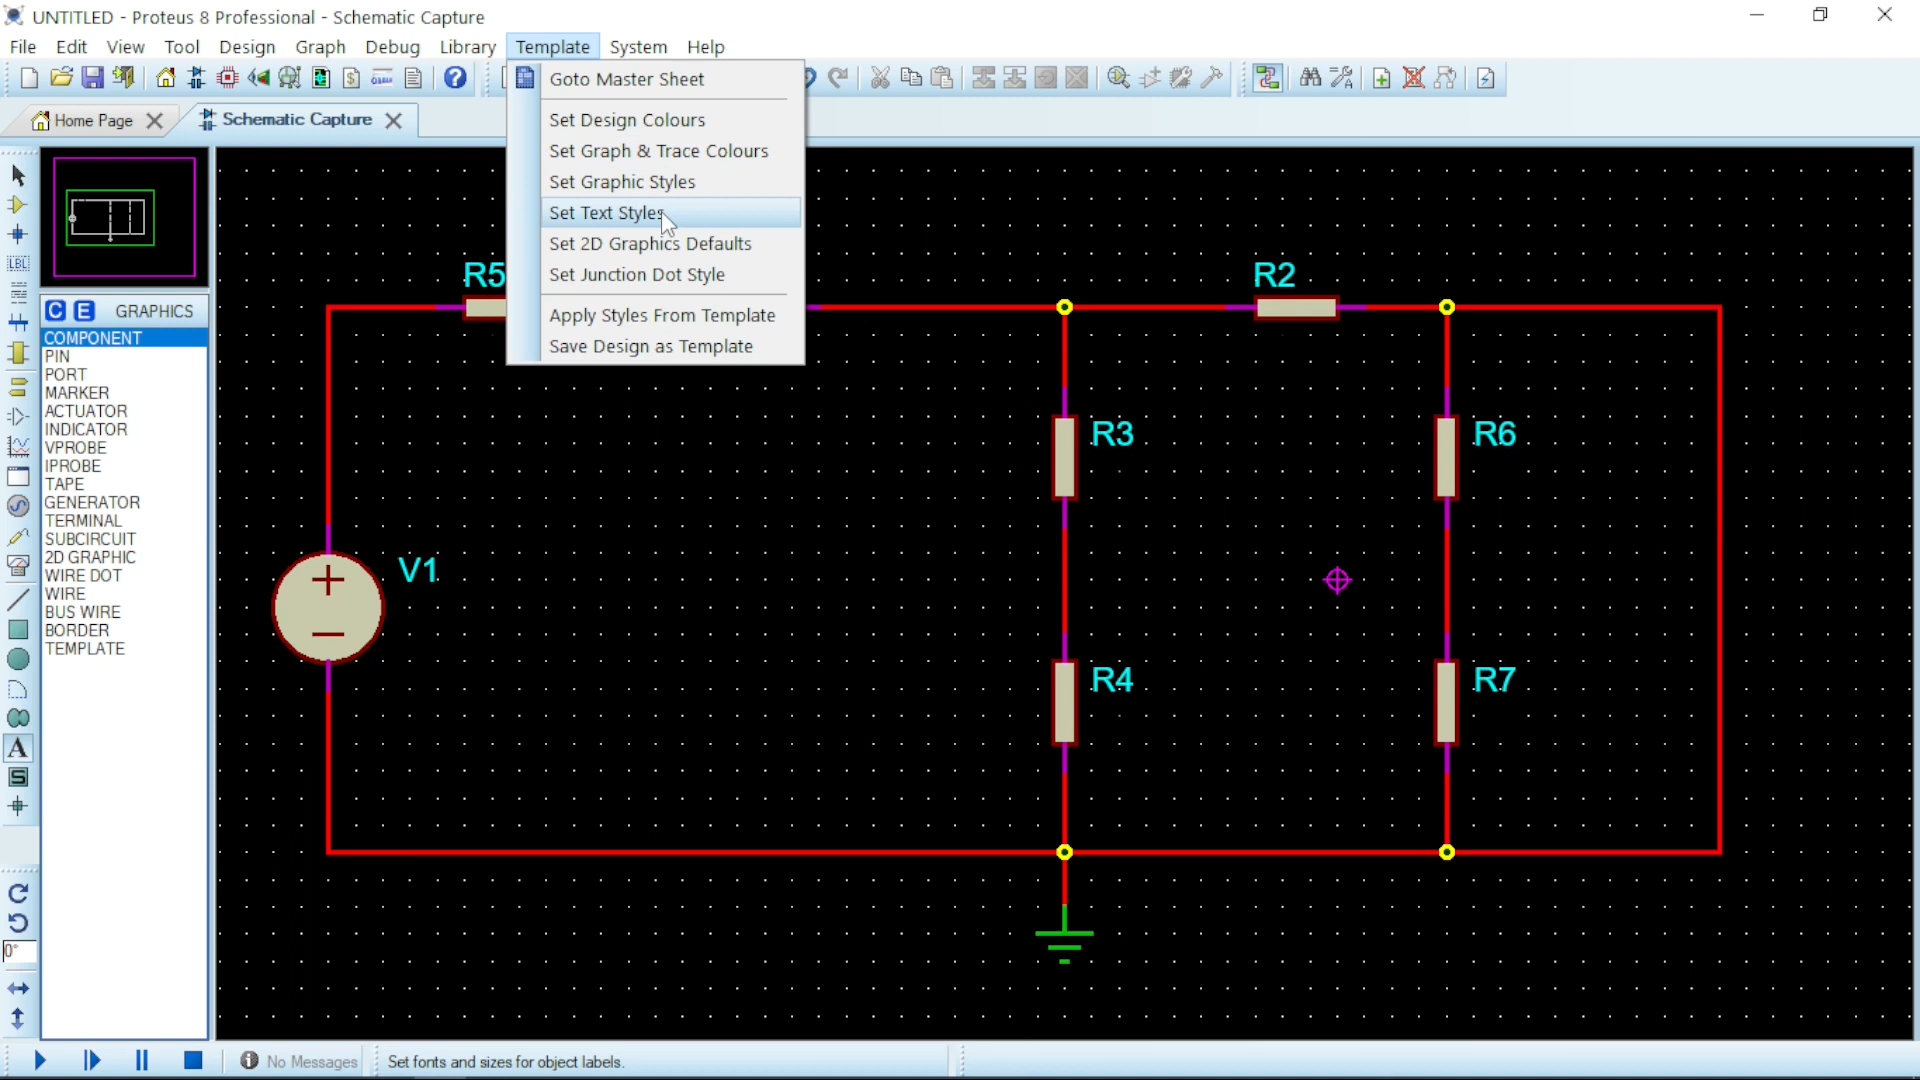 UNTITLED - Proteus 8 Professional - Schematic Capture
File Edit View Tool Design Graph Debug Library Template System Help
Home Page
Schematic Capture
Goto Master Sheet
Set Design Colours
Set Graph & Trace Colours
Set Graphic Styles
Set Text Styles
Set 2D Graphics Defaults
Set Junction Dot Style
Apply Styles From Template
Save Design as Template
LBL
C E GRAPHICS
COMPONENT
PIN
PORT
MARKER
ACTUATOR
INDICATOR
VPROBE
IPROBE
TAPE
GENERATOR
TERMINAL
SUBCIRCUIT
2D GRAPHIC
WIRE DOT
WIRE
BUS WIRE
BORDER
TEMPLATE
A
S
0°
R5
R2
R3
R6
V1
R4
R7
No Messages
Set fonts and sizes for object labels.